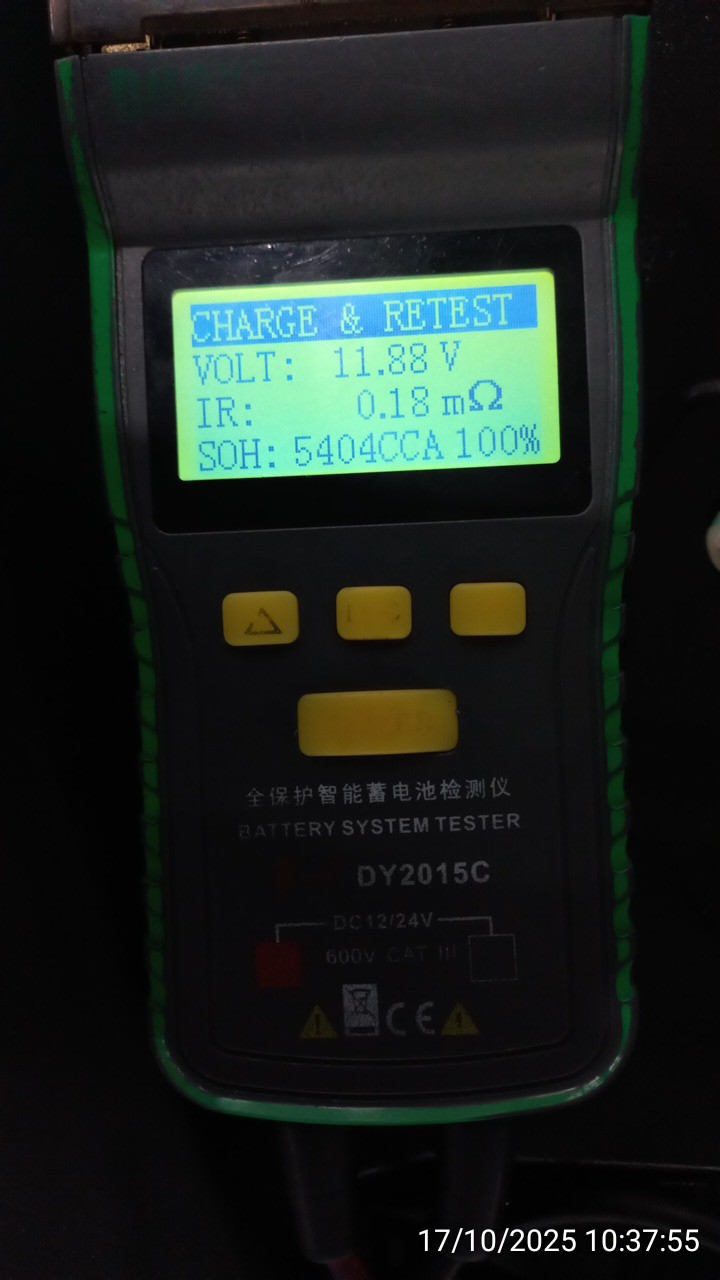 CHARGE & RETEST
VOLT: 11.88 V
IR: 0.18 mΩ
SOH: 5404CCA 100%
全保护智能蓄电池检测仪
BATTERY SYSTEM TESTER
DY2015C
DC12/24V
600V CAT III
CE
17/10/2025 10:37:55